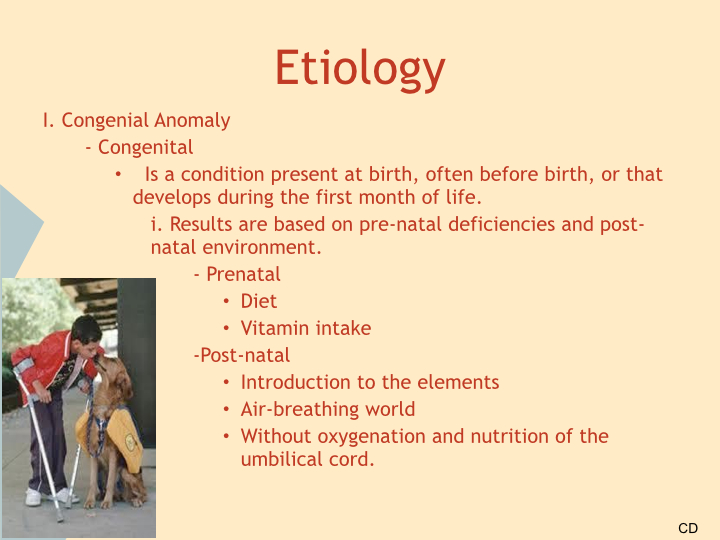 Etiology
I. Congenial Anomaly
- Congenital
• Is a condition present at birth, often before birth, or that
develops during the first month of life.
i. Results are based on pre-natal deficiencies and post-
natal environment.
- Prenatal
• Diet
• Vitamin intake
-Post-natal
• Introduction to the elements
• Air-breathing world
• Without oxygenation and nutrition of the
umbilical cord.
CD